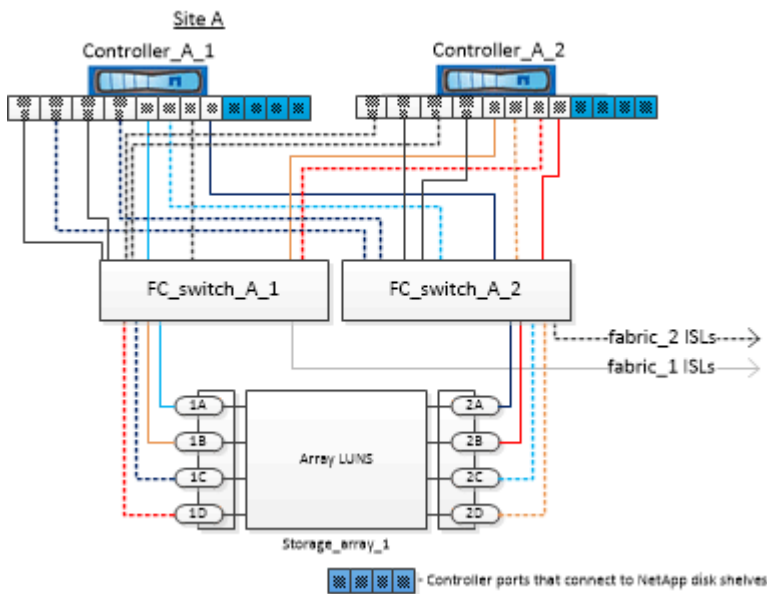 Site A
Controller_A_1
Controller_A_2
FC_switch_A_1
FC_switch_A_2
fabric_2 ISLs
fabric_1 ISLs
1A
2A
1B
2B
Array LUNS
1C
2C
1D
2D
Storage_array_1
- Controller ports that connect to NetApp disk shelves